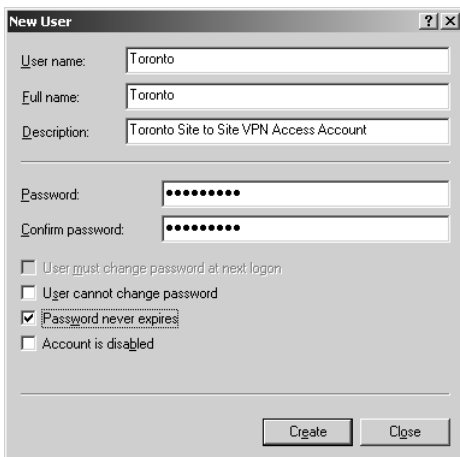 New User
User name: Toronto
Full name: Toronto
Description: Toronto Site to Site VPN Access Account
Password: •••••••••
Confirm password: •••••••••
User must change password at next logon
User cannot change password
Password never expires
Account is disabled
Create Close